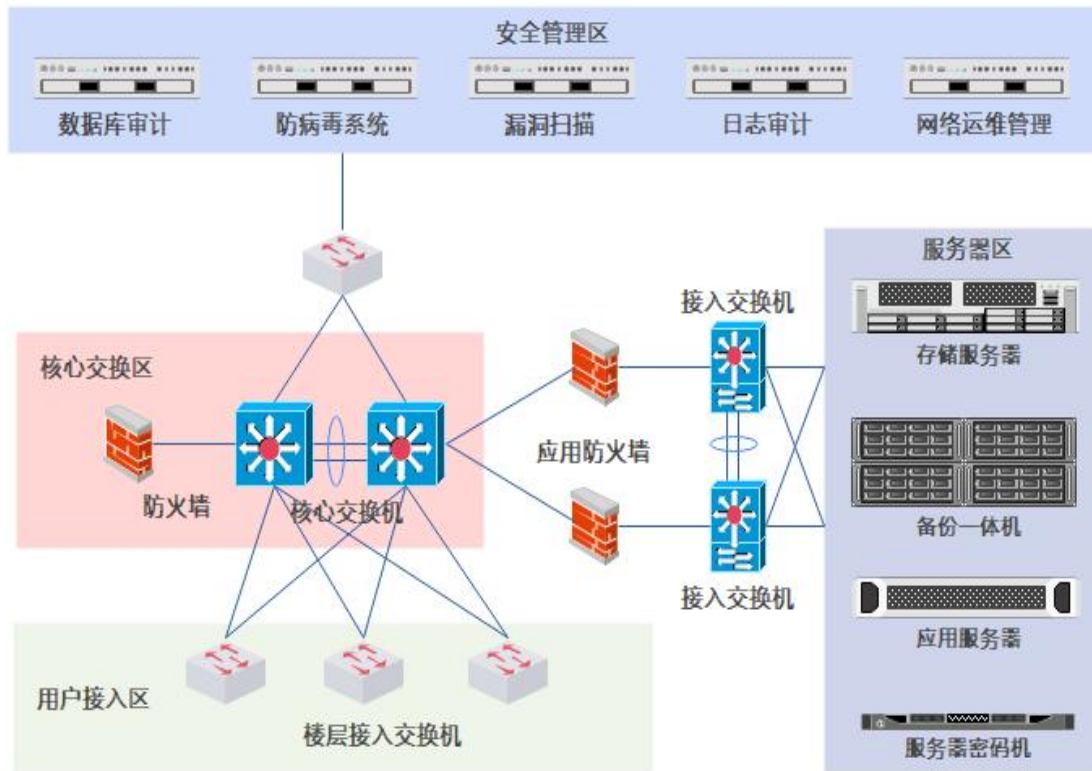 安全管理区
数据库审计
防病毒系统
漏洞扫描
日志审计
网络运维管理
服务器区
接入交换机
存储服务器
核心交换区
应用防火墙
防火墙
核心交换机
备份一体机
接入交换机
应用服务器
用户接入区
楼层接入交换机
服务器密码机